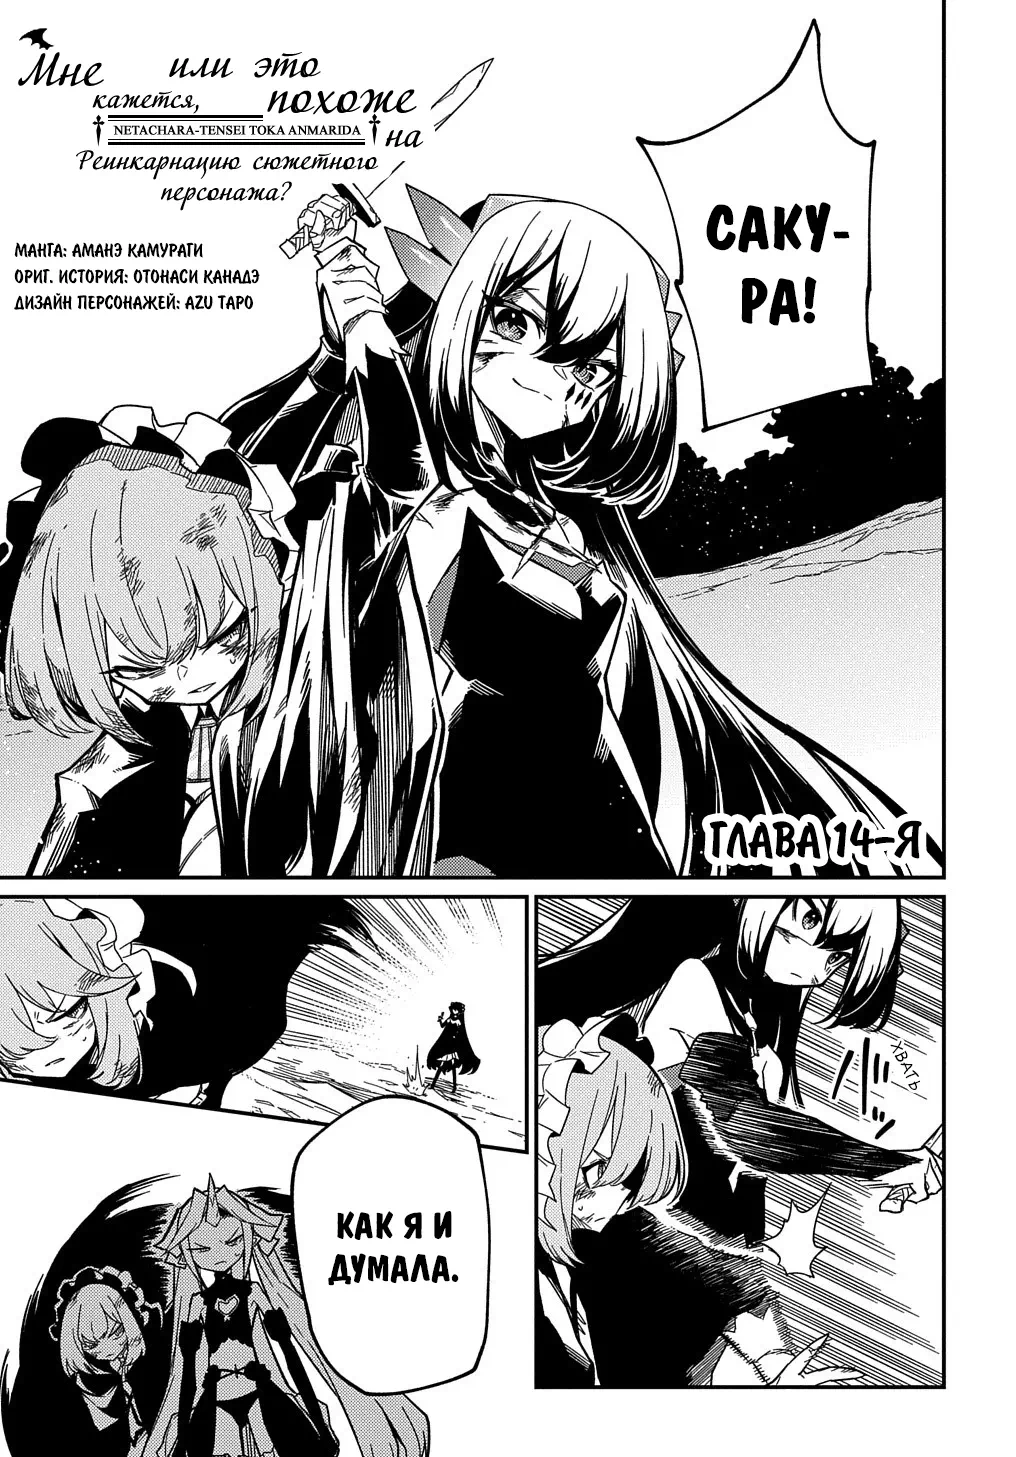 Мне или это
кажется, похоже
NETACHARA-TENSEI TOKA ANMARIDA
на
Реинкарнацию сюжетного
персонажа?
МАНГА: АМАНЭ КАМУРАГИ
ОРИГ. ИСТОРИЯ: ОТОНАСИ КАНАДЭ
ДИЗАЙН ПЕРСОНАЖЕЙ: AZU ТАРО
САКУ-
РА!
ГЛАВА 14-Я
ХВАТЬ
КАК Я И
ДУМАЛА.